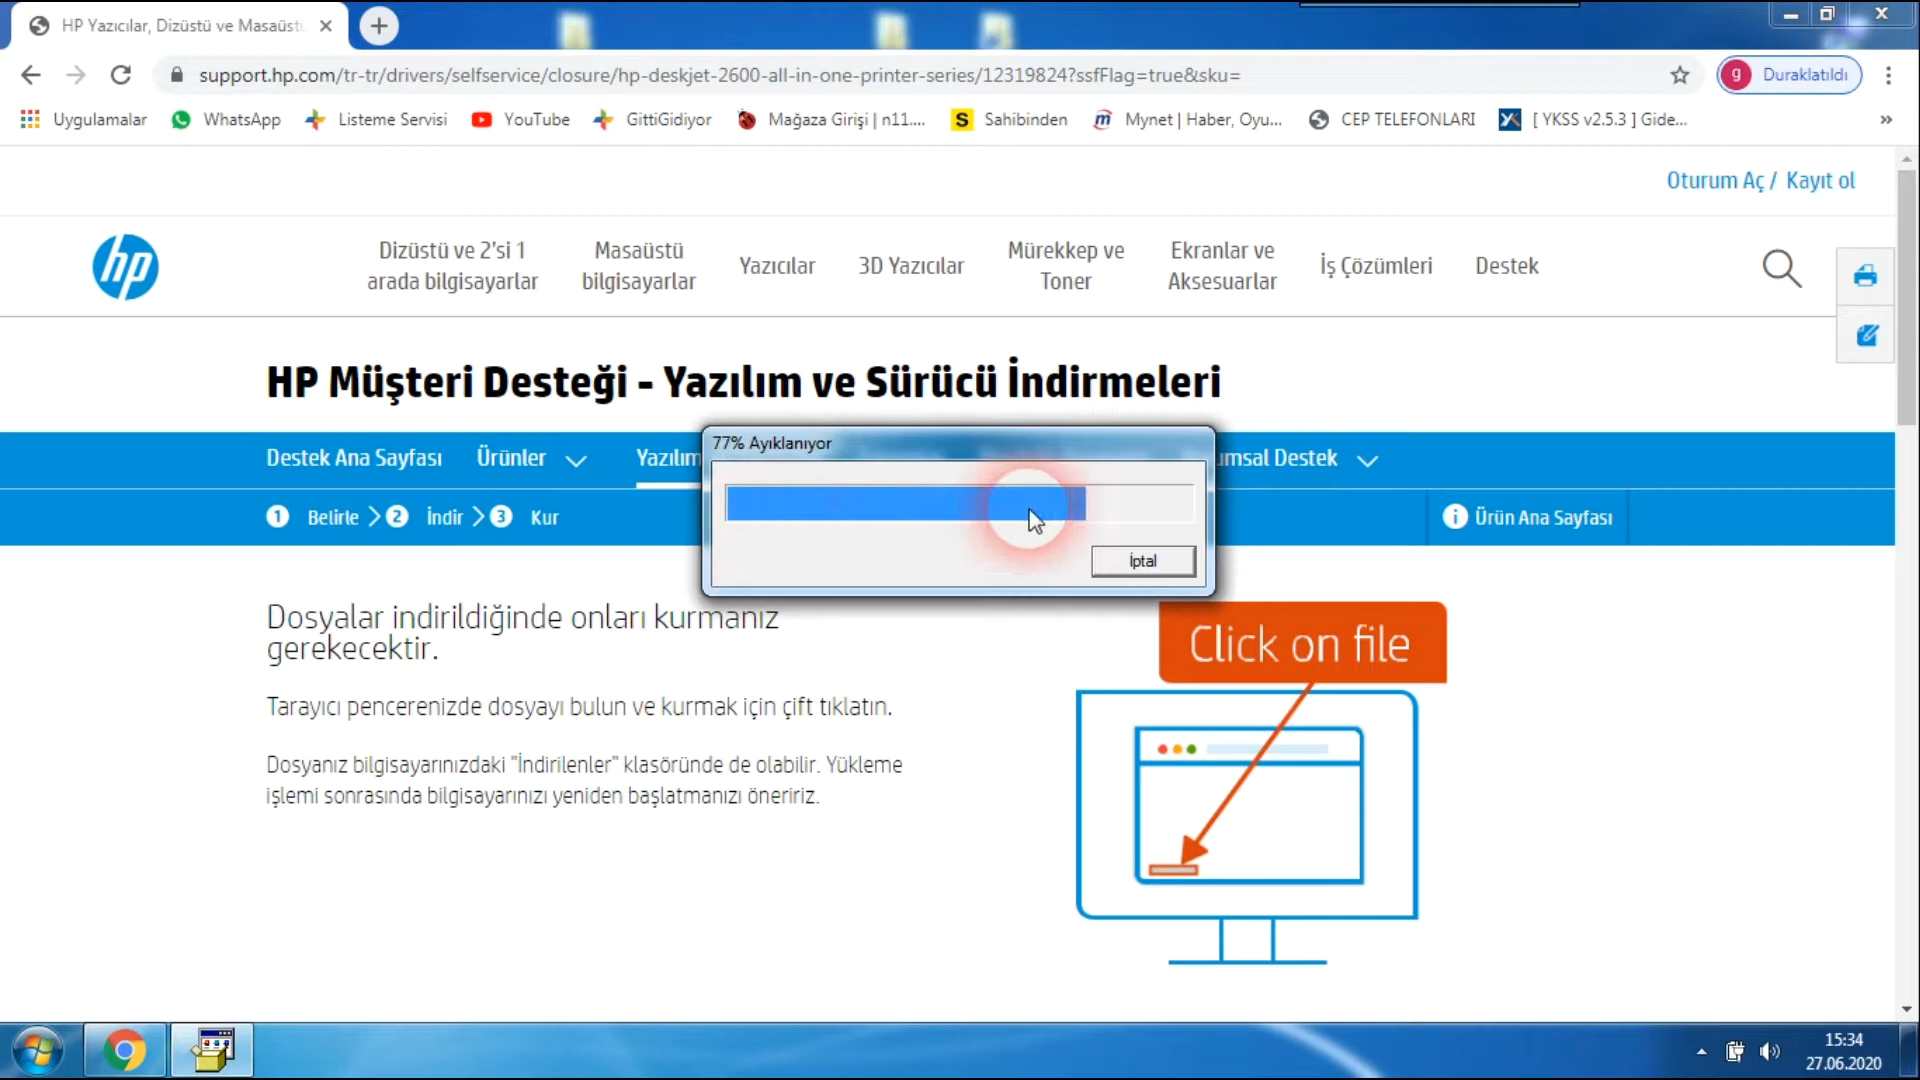 HP Yazıcılar, Dizüstü ve Masaüst
support.hp.com/tr-tr/drivers/selfservice/closure/hp-deskjet-2600-all-in-one-printer-series/12319824?ssfFlag=true&sku=
g Duraklatıldı
Uygulamalar WhatsApp Listeme Servisi YouTube GittiGidiyor Mağaza Girişi | n11.... S Sahibinden m Mynet | Haber, Oyu... CEP TELEFONLARI [ YKSS v2.5.3 ] Gide... »
Oturum Aç / Kayıt ol
hp
Dizüstü ve 2'si 1
arada bilgisayarlar
Masaüstü
bilgisayarlar
Yazıcılar
3D Yazıcılar
Mürekkep ve
Toner
Ekranlar ve
Aksesuarlar
İş Çözümleri
Destek
HP Müşteri Desteği - Yazılım ve Sürücü İndirmeleri
77% Ayıklanıyor
Destek Ana Sayfası Ürünler Yazılım umsal Destek
1 Belirle 2 İndir 3 Kur
i Ürün Ana Sayfası
İptal
Dosyalar indirildiğinde onları kurmanız
gerekecektir.
Click on file
Tarayıcı pencerenizde dosyayı bulun ve kurmak için çift tıklatın.
Dosyanız bilgisayarınızdaki "İndirilenler" klasöründe de olabilir. Yükleme
işlemi sonrasında bilgisayarınızı yeniden başlatmanızı öneririz.
15:34
27.06.2020